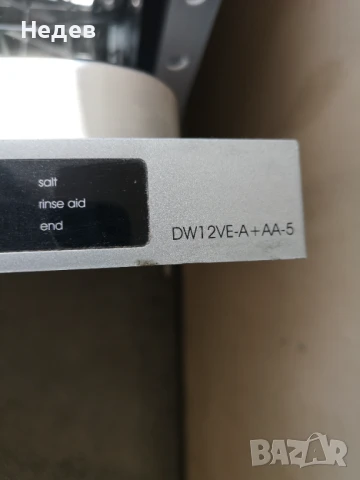 Недев
salt
rinse aid
end
DW12VE-A+AA-5
BAZAR